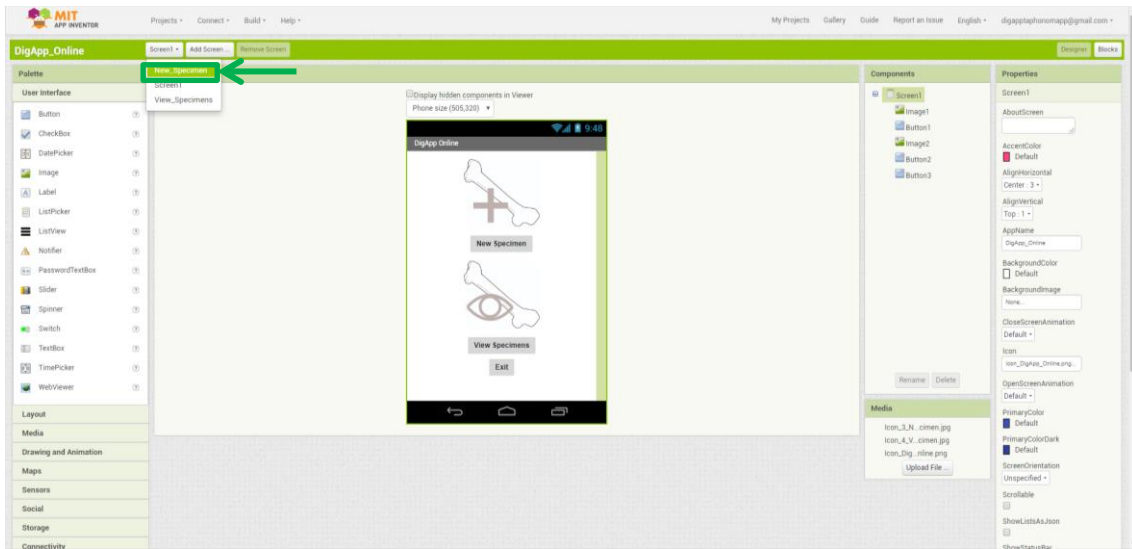 MIT
APP INVENTOR
Projects Connect Build Help
My Projects Gallery Guide Report an Issue English digapptaphonomapp@gmail.com
DigApp_Online
Screen1 Add Screen ... Remove Screen
Designer Blocks
New_Specimen
Screen1
View_Specimens
Palette
User Interface
Button
CheckBox
DatePicker
Image
Label
ListPicker
ListView
Notifier
PasswordTextBox
Slider
Spinner
Switch
TextBox
TimePicker
WebViewer
Layout
Media
Drawing and Animation
Maps
Sensors
Social
Storage
Connectivity
Display hidden components in Viewer
Phone size (505,320)
9:48
DigApp Online
New Specimen
View Specimens
Exit
Components
Screen1
Image1
Button1
Image2
Button2
Button3
Rename Delete
Media
Icon_3_N...cimen.jpg
Icon_4_V...cimen.jpg
Icon_Dig...nline.png
Upload File ...
Properties
Screen1
AboutScreen
AccentColor
Default
AlignHorizontal
Center : 3
AlignVertical
Top : 1
AppName
DigApp_Online
BackgroundColor
Default
BackgroundImage
None...
CloseScreenAnimation
Default
Icon
Icon_DigApp_Online.png...
OpenScreenAnimation
Default
PrimaryColor
Default
PrimaryColorDark
Default
ScreenOrientation
Unspecified
Scrollable
ShowListsAsJson
ShowStatusBar